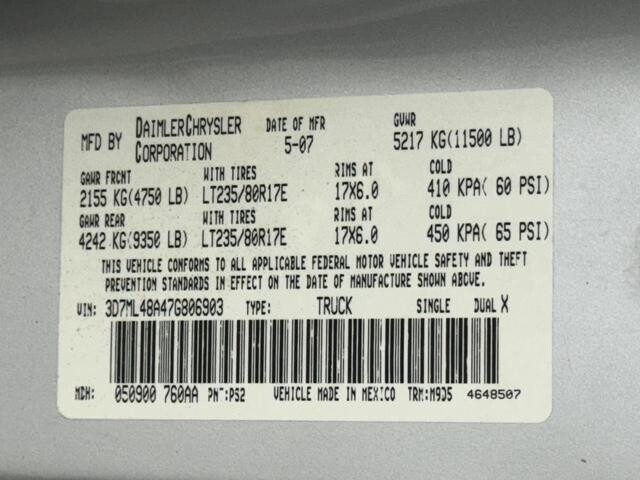 MFD BY DAIMLERCHRYSLER CORPORATION DATE OF MFR 5-07 GVWR 5217 KG(11500 LB)
GAWR FRONT WITH TIRES RIMS AT COLD
2155 KG(4750 LB) LT235/80R17E 17X6.0 410 KPA( 60 PSI)
GAWR REAR WITH TIRES RIMS AT COLD
4242 KG(9350 LB) LT235/80R17E 17X6.0 450 KPA( 65 PSI)
THIS VEHICLE CONFORMS TO ALL APPLICABLE FEDERAL MOTOR VEHICLE SAFETY AND THEFT
PREVENTION STANDARDS IN EFFECT ON THE DATE OF MANUFACTURE SHOWN ABOVE.
VIN: 3D7ML48A47G806903 TYPE: TRUCK SINGLE DUAL X
MDH: 050900 760AA PNT:PS2 VEHICLE MADE IN MEXICO TRM:M9D5 4648507